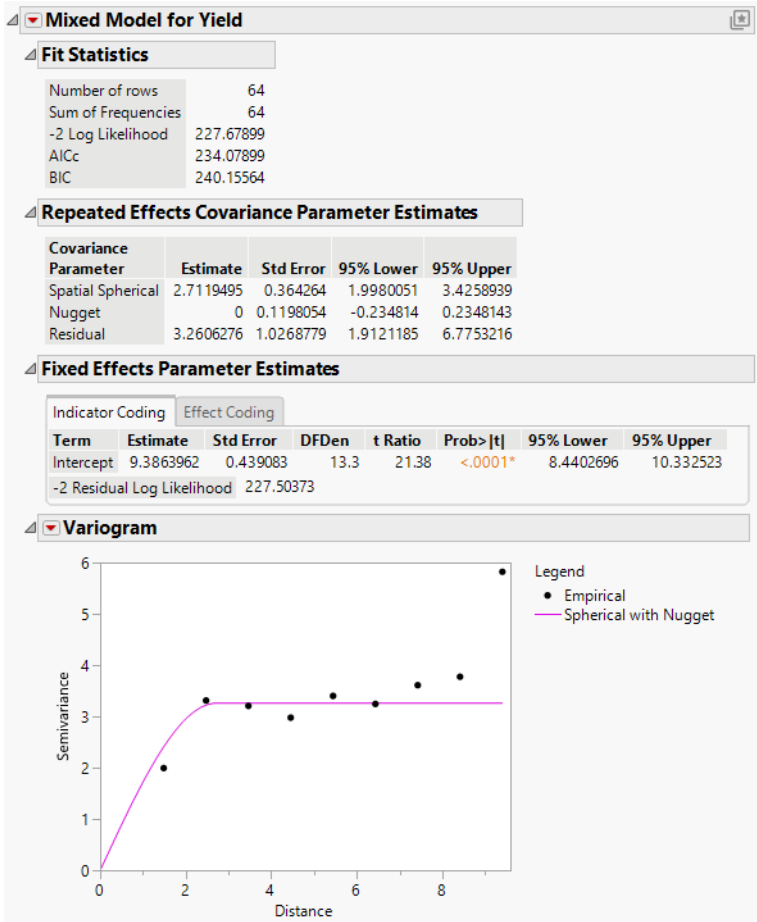 Mixed Model for Yield
Fit Statistics
Number of rows 64
Sum of Frequencies 64
-2 Log Likelihood 227.67899
AICc 234.07899
BIC 240.15564
Repeated Effects Covariance Parameter Estimates
Covariance
Parameter Estimate Std Error 95% Lower 95% Upper
Spatial Spherical 2.7119495 0.364264 1.9980051 3.4258939
Nugget 0 0.1198054 -0.234814 0.2348143
Residual 3.2606276 1.0268779 1.9121185 6.7753216
Fixed Effects Parameter Estimates
Indicator Coding Effect Coding
Term Estimate Std Error DFDen t Ratio Prob>|t| 95% Lower 95% Upper
Intercept 9.3863962 0.439083 13.3 21.38 <.0001* 8.4402696 10.332523
-2 Residual Log Likelihood 227.50373
Variogram
6
5
4
3
2
1
0
Semivariance
0 2 4 6 8
Distance
Legend
Empirical
Spherical with Nugget